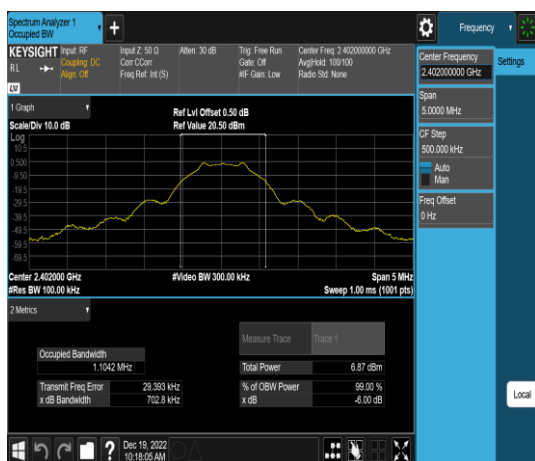 Spectrum Analyzer 1
Occupied BW
+
Frequency
KEYSIGHT
Input: RF
Input Z: 50 Ω
Atten: 30 dB
Trig: Free Run
Center Freq: 2.402000000 GHz
RL
Coupling: DC
Corr CCorr
Gate: Off
Avg|Hold: 100/100
Align: Off
Freq Ref: Int (S)
#IF Gain: Low
Radio Std: None
LW
Center Frequency
2.402000000 GHz
Settings
Span
5.0000 MHz
CF Step
500.000 kHz
Auto
Man
Freq Offset
0 Hz
1 Graph
Ref Lvl Offset 0.50 dB
Scale/Div 10.0 dB
Ref Value 20.50 dBm
Log
10.5
0.500
-9.50
-19.5
-29.5
-39.5
-49.5
-59.5
-69.5
Center 2.402000 GHz
#Video BW 300.00 kHz
Span 5 MHz
#Res BW 100.00 kHz
Sweep 1.00 ms (1001 pts)
2 Metrics
Measure Trace
Trace 1
Occupied Bandwidth
1.1042 MHz
Total Power
6.87 dBm
Transmit Freq Error
29.393 kHz
% of OBW Power
99.00 %
x dB Bandwidth
702.8 kHz
x dB
-6.00 dB
Local
?
Dec 19, 2022
10:18:05 AM